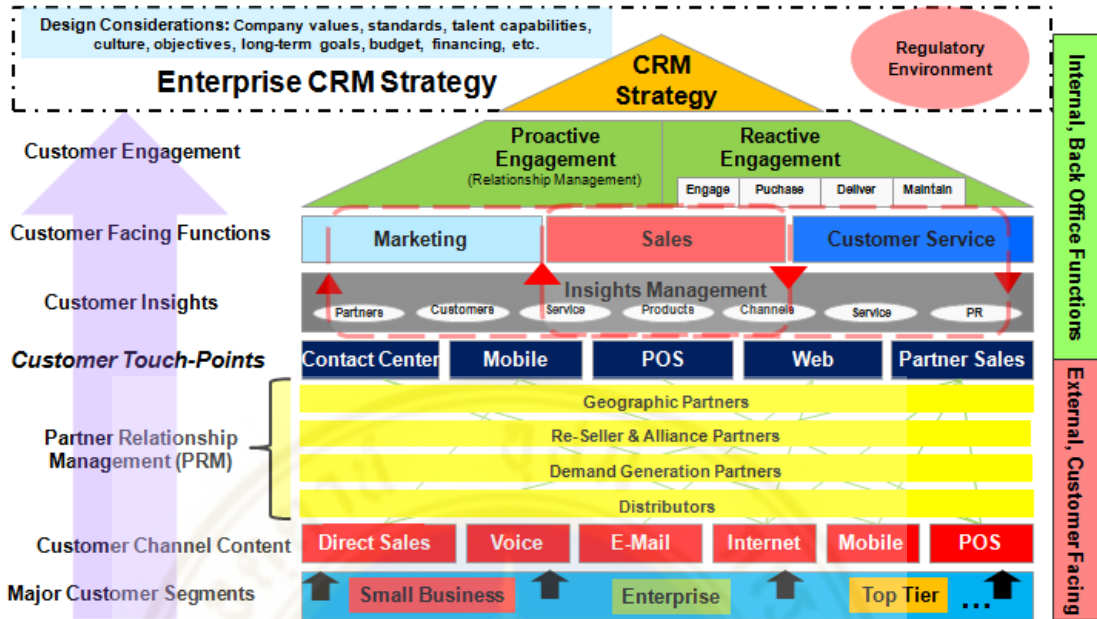 Design Considerations: Company values, standards, talent capabilities,
culture, objectives, long-term goals, budget, financing, etc.
Enterprise CRM Strategy
CRM
Strategy
Regulatory
Environment
Customer Engagement
Proactive
Engagement
(Relationship Management)
Reactive
Engagement
Engage Puchase Deliver Maintain
Customer Facing Functions
Marketing Sales Customer Service
Customer Insights
Insights Management
Partners Customers Service Products Channels Service PR
Customer Touch-Points
Contact Center Mobile POS Web Partner Sales
Partner Relationship
Management (PRM)
Geographic Partners
Re-Seller & Alliance Partners
Demand Generation Partners
Distributors
Customer Channel Content
Direct Sales Voice E-Mail Internet Mobile POS
Major Customer Segments
Small Business Enterprise Top Tier ...
Internal, Back Office Functions
External, Customer Facing